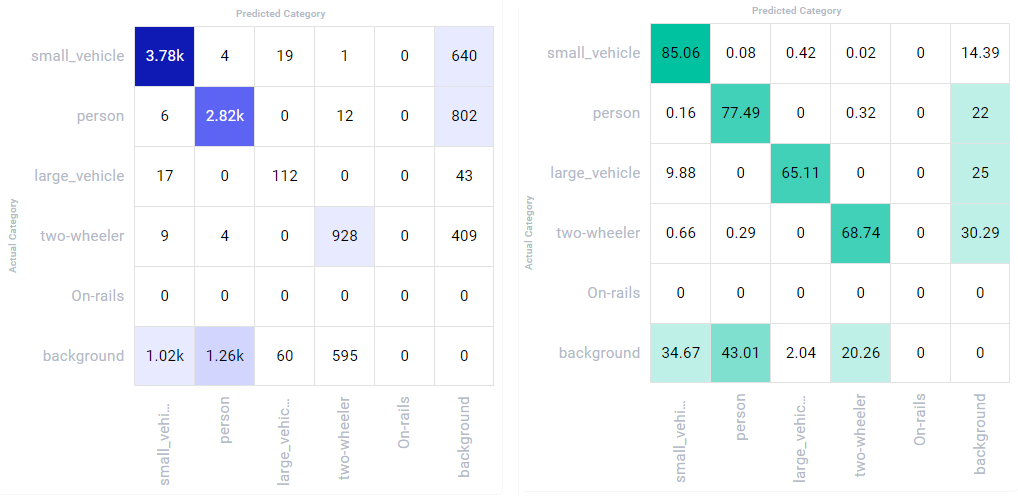 Predicted Category
small_vehicle 3.78k 4 19 1 0 640
person 6 2.82k 0 12 0 802
large_vehicle 17 0 112 0 0 43
two-wheeler 9 4 0 928 0 409
On-rails 0 0 0 0 0 0
background 1.02k 1.26k 60 595 0 0
Actual Category
small_vehi...
person
large_vehic...
two-wheeler
On-rails
background
Predicted Category
small_vehicle 85.06 0.08 0.42 0.02 0 14.39
person 0.16 77.49 0 0.32 0 22
large_vehicle 9.88 0 65.11 0 0 25
two-wheeler 0.66 0.29 0 68.74 0 30.29
On-rails 0 0 0 0 0 0
background 34.67 43.01 2.04 20.26 0 0
Actual Category
small_vehi...
person
large_vehic...
two-wheeler
On-rails
background